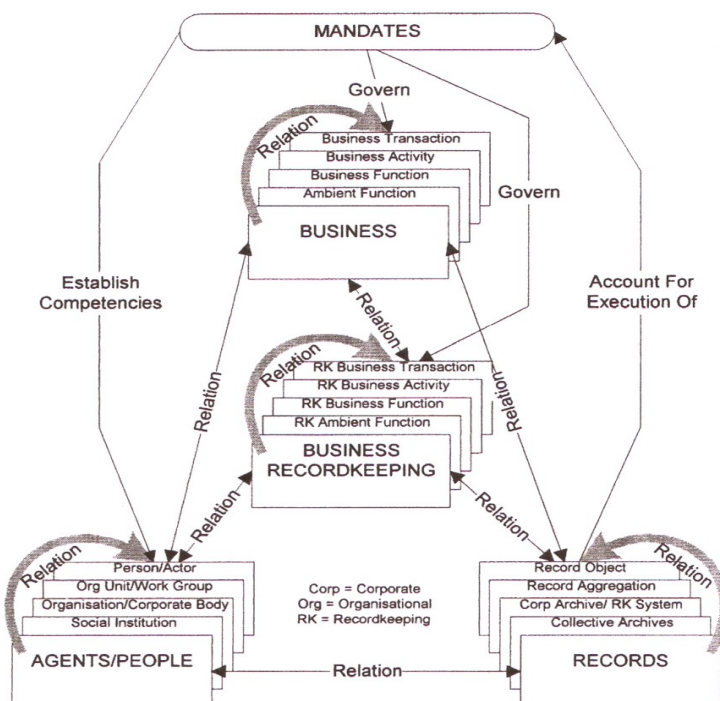 MANDATES
Govern
Relation
Business Transaction
Business Activity
Business Function
Ambient Function
BUSINESS
Govern
Establish
Competencies
Account For
Execution Of
Relation
Relation
RK Business Transaction
RK Business Activity
RK Business Function
RK Ambient Function
BUSINESS
RECORDKEEPING
Relation
Relation
Relation
Relation
Relation
Person/Actor
Org Unit/Work Group
Organisation/Corporate Body
Social Institution
AGENTS/PEOPLE
Corp = Corporate
Org = Organisational
RK = Recordkeeping
Relation
Record Object
Record Aggregation
Corp Archive/ RK System
Collective Archives
RECORDS
Relation